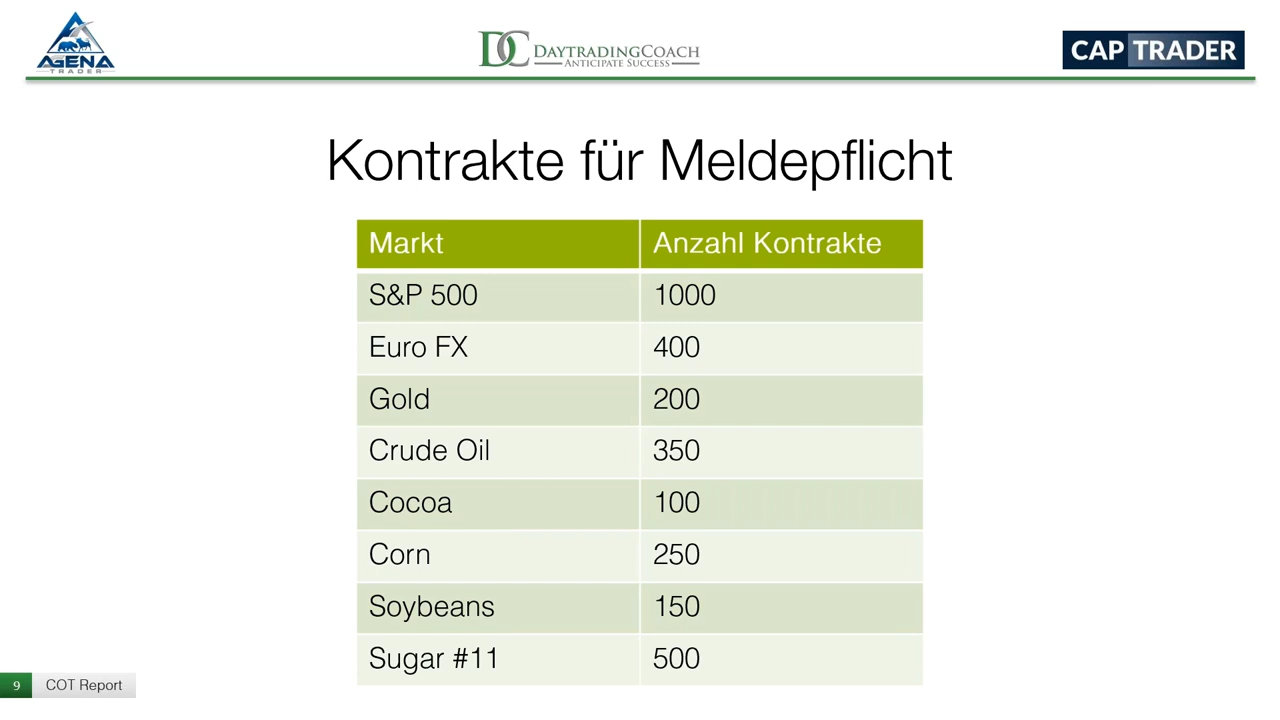 AGENA
TRADER
DC DAYTRADINGCOACH
ANTICIPATE SUCCESS
CAP TRADER
Kontrakte für Meldepflicht
Markt Anzahl Kontrakte
S&P 500 1000
Euro FX 400
Gold 200
Crude Oil 350
Cocoa 100
Corn 250
Soybeans 150
Sugar #11 500
9 COT Report